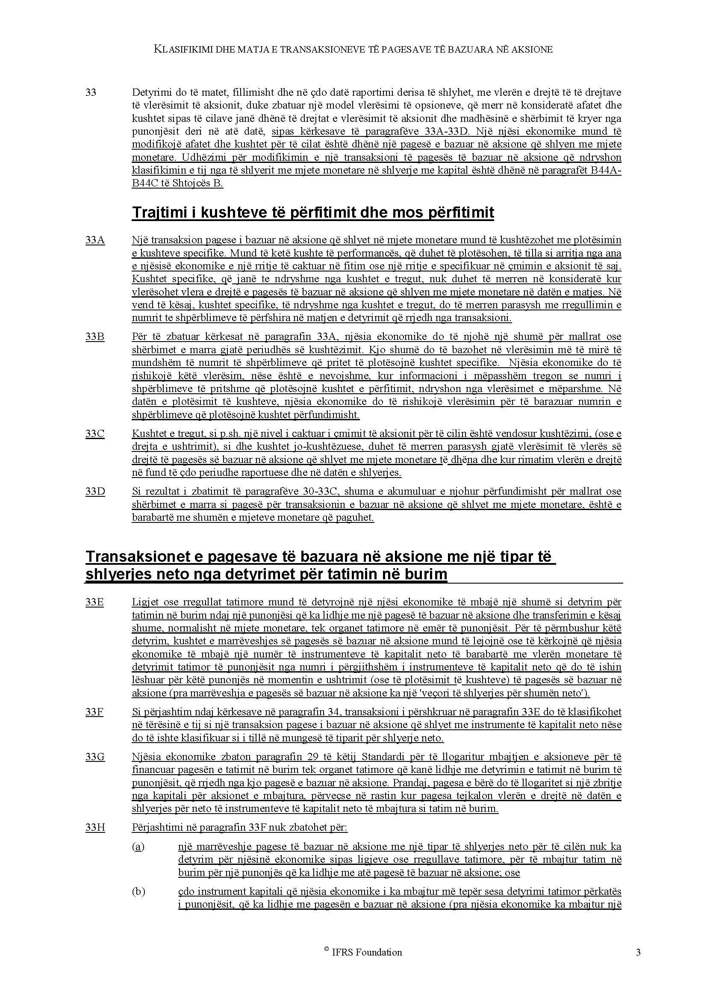 KLASIFIKIMI DHE MATJA E TRANSAKSIONEVE TË PAGESAVE TË BAZUARA NË AKSIONE
33 Detyrimi do të matet, fillimisht dhe në çdo datë raportimi derisa të shlyhet, me vlerën e drejtë të të drejtave
të vlerësimit të aksionit, duke zbatuar një model vlerësimi të opsioneve, që merr në konsideratë afatet dhe
kushtet sipas të cilave janë dhënë të drejtat e vlerësimit të aksionit dhe madhësinë e shërbimit të kryer nga
punonjësit deri në atë datë, sipas kërkesave të paragrafëve 33A-33D. Një njësi ekonomike mund të
modifikojë afatet dhe kushtet për të cilat është dhënë një pagesë e bazuar në aksione që shlyen me mjete
monetare. Udhëzimi për modifikimin e një transaksioni të pagesës të bazuar në aksione që ndryshon
klasifikimin e tij nga të shlyerit me mjete monetare në shlyerje me kapital është dhënë në paragrafët B44A-
B44C të Shtojcës B.
Trajtimi i kushteve të përfitimit dhe mos përfitimit
33A Një transaksion pagese i bazuar në aksione që shlyet në mjete monetare mund të kushtëzohet me plotësimin
e kushteve specifike. Mund të ketë kushte të performancës, që duhet të plotësohen, të tilla si arritja nga ana
e njësisë ekonomike e një rritje të caktuar në fitim ose një rritje e specifikuar në çmimin e aksionit të saj.
Kushtet specifike, që janë te ndryshme nga kushtet e tregut, nuk duhet të merren në konsideratë kur
vlerësohet vlera e drejtë e pagesës të bazuar në aksione që shlyen me mjete monetare në datën e matjes. Në
vend të kësaj, kushtet specifike, të ndryshme nga kushtet e tregut, do të merren parasysh me rregullimin e
numrit te shpërblimeve të përfshira në matjen e detyrimit që rrjedh nga transaksioni.
33B Për të zbatuar kërkesat në paragrafin 33A, njësia ekonomike do të njohë një shumë për mallrat ose
shërbimet e marra gjatë periudhës së kushtëzimit. Kjo shumë do të bazohet në vlerësimin më të mirë të
mundshëm të numrit të shpërblimeve që pritet të plotësojnë kushtet specifike. Njësia ekonomike do të
rishikojë këtë vlerësim, nëse është e nevojshme, kur informacioni i mëpasshëm tregon se numri i
shpërblimeve të pritshme që plotësojnë kushtet e përfitimit, ndryshon nga vlerësimet e mëparshme. Në
datën e plotësimit të kushteve, njësia ekonomike do të rishikojë vlerësimin për të barazuar numrin e
shpërblimeve që plotësojnë kushtet përfundimisht.
33C Kushtet e tregut, si p.sh. një nivel i caktuar i çmimit të aksionit për të cilin është vendosur kushtëzimi, (ose e
drejta e ushtrimit), si dhe kushtet jo-kushtëzuese, duhet të merren parasysh gjatë vlerësimit të vlerës së
drejtë të pagesës së bazuar në aksione që shlyet me mjete monetare të dhëna dhe kur rimatim vlerën e drejtë
në fund të çdo periudhe raportuese dhe në datën e shlyerjes.
33D Si rezultat i zbatimit të paragrafëve 30-33C, shuma e akumuluar e njohur përfundimisht për mallrat ose
shërbimet e marra si pagesë për transaksionin e bazuar në aksione që shlyet me mjete monetare, është e
barabartë me shumën e mjeteve monetare që paguhet.
Transaksionet e pagesave të bazuara në aksione me një tipar të
shlyerjes neto nga detyrimet për tatimin në burim
33E Ligjet ose rregullat tatimore mund të detyrojnë një njësi ekonomike të mbajë një shumë si detyrim për
tatimin në burim ndaj një punonjësi që ka lidhje me një pagesë të bazuar në aksione dhe transferimin e kësaj
shume, normalisht në mjete monetare, tek organet tatimore në emër të punonjësit. Për të përmbushur këtë
detyrim, kushtet e marrëveshjes së pagesës së bazuar në aksione mund të lejojnë ose të kërkojnë që njësia
ekonomike të mbajë një numër të instrumenteve të kapitalit neto të barabartë me vlerën monetare të
detyrimit tatimor të punonjësit nga numri i përgjithshëm i instrumenteve të kapitalit neto që do të ishin
lëshuar për këtë punonjës në momentin e ushtrimit (ose të plotësimit të kushteve) të pagesës së bazuar në
aksione (pra marrëveshja e pagesës së bazuar në aksione ka një 'veçori të shlyerjes për shumën neto').
33F Si përjashtim ndaj kërkesave në paragrafin 34, transaksioni i përshkruar në paragrafin 33E do të klasifikohet
në tërësinë e tij si një transaksion pagese i bazuar në aksione që shlyet me instrumente të kapitalit neto nëse
do të ishte klasifikuar si i tillë në mungesë të tiparit për shlyerje neto.
33G Njësia ekonomike zbaton paragrafin 29 të këtij Standardi për të llogaritur mbajtjen e aksioneve për të
financuar pagesën e tatimit në burim tek organet tatimore që kanë lidhje me detyrimin e tatimit në burim të
punonjësit, që rrjedh nga kjo pagesë e bazuar në aksione. Prandaj, pagesa e bërë do të llogaritet si një zbritje
nga kapitali për aksionet e mbajtura, përveçse në rastin kur pagesa tejkalon vlerën e drejtë në datën e
shlyerjes për neto të instrumenteve të kapitalit neto të mbajtura si tatim në burim.
33H Përjashtimi në paragrafin 33F nuk zbatohet për:
(a) një marrëveshje pagese të bazuar në aksione me një tipar të shlyerjes neto për të cilën nuk ka
detyrim për njësinë ekonomike sipas ligjeve ose rregullave tatimore, për të mbajtur tatim në
burim për një punonjës që ka lidhje me atë pagesë të bazuar në aksione; ose
(b) çdo instrument kapitali që njësia ekonomike i ka mbajtur më tepër sesa detyrimi tatimor përkatës
i punonjësit, që ka lidhje me pagesën e bazuar në aksione (pra njësia ekonomike ka mbajtur një
© IFRS Foundation 3